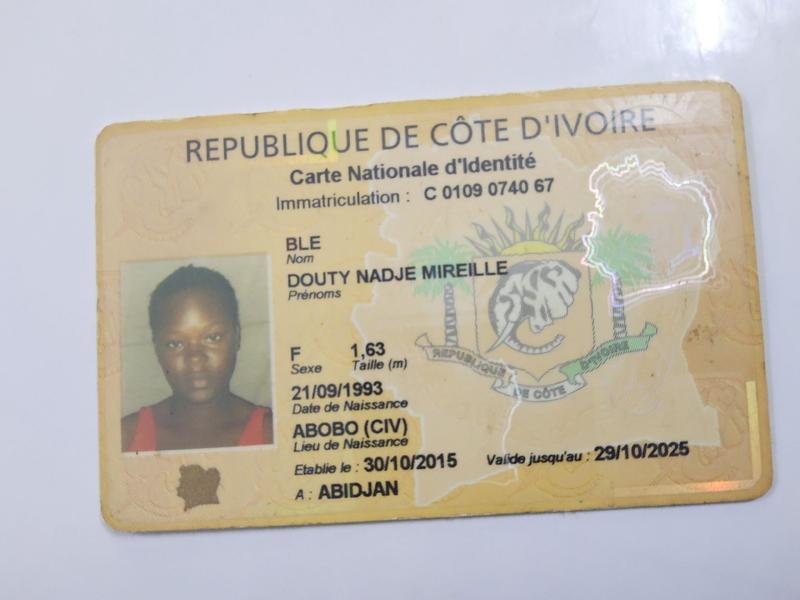 REPUBLIQUE DE CÔTE D'IVOIRE
Carte Nationale d'Identité
Immatriculation : C 0109 0740 67
BLE
Nom
DOUTY NADJE MIREILLE
Prénoms
F 1,63
Sexe Taille (m)
21/09/1993
Date de Naissance
ABOBO (CIV)
Lieu de Naissance
Etablie le : 30/10/2015 Valide jusqu'au : 29/10/2025
A : ABIDJAN
REPUBLIQUE DE CÔTE D'IVOIRE